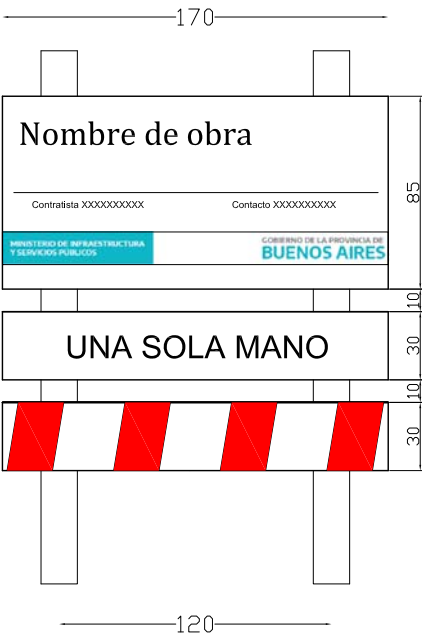 170
Nombre de obra
Contratista XXXXXXXXXX
Contacto XXXXXXXXXX
85
MINISTERIO DE INFRAESTRUCTURA
Y SERVICIOS PÚBLICOS
GOBIERNO DE LA PROVINCIA DE
BUENOS AIRES
10
UNA SOLA MANO
30
10
30
120